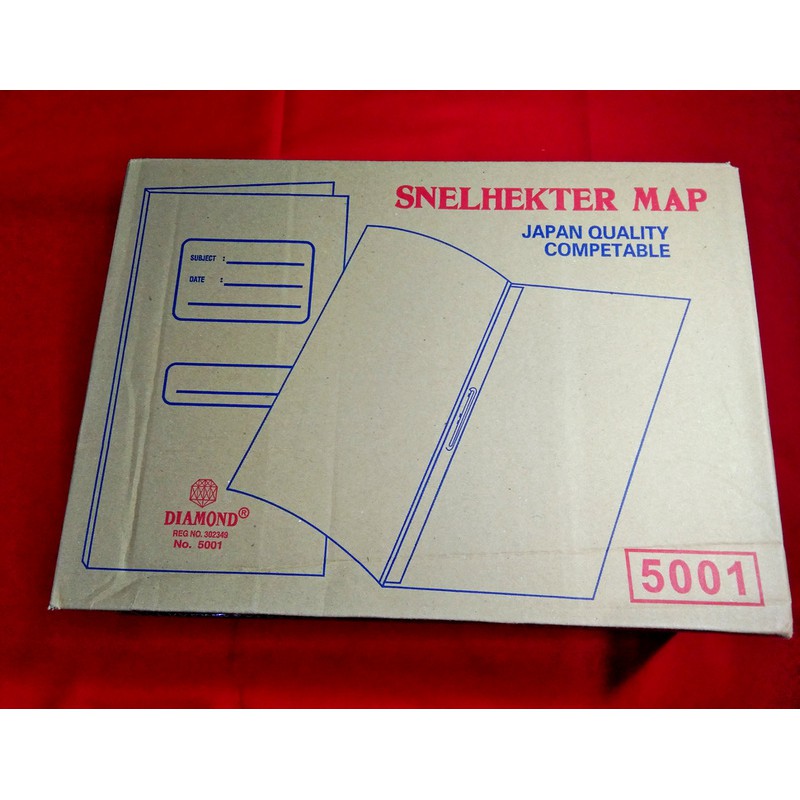 SNELHEKTER MAP
JAPAN QUALITY
COMPETABLE
SUBJECT :
DATE :
DIAMOND®
REG NO. 302349
No. 5001
5001